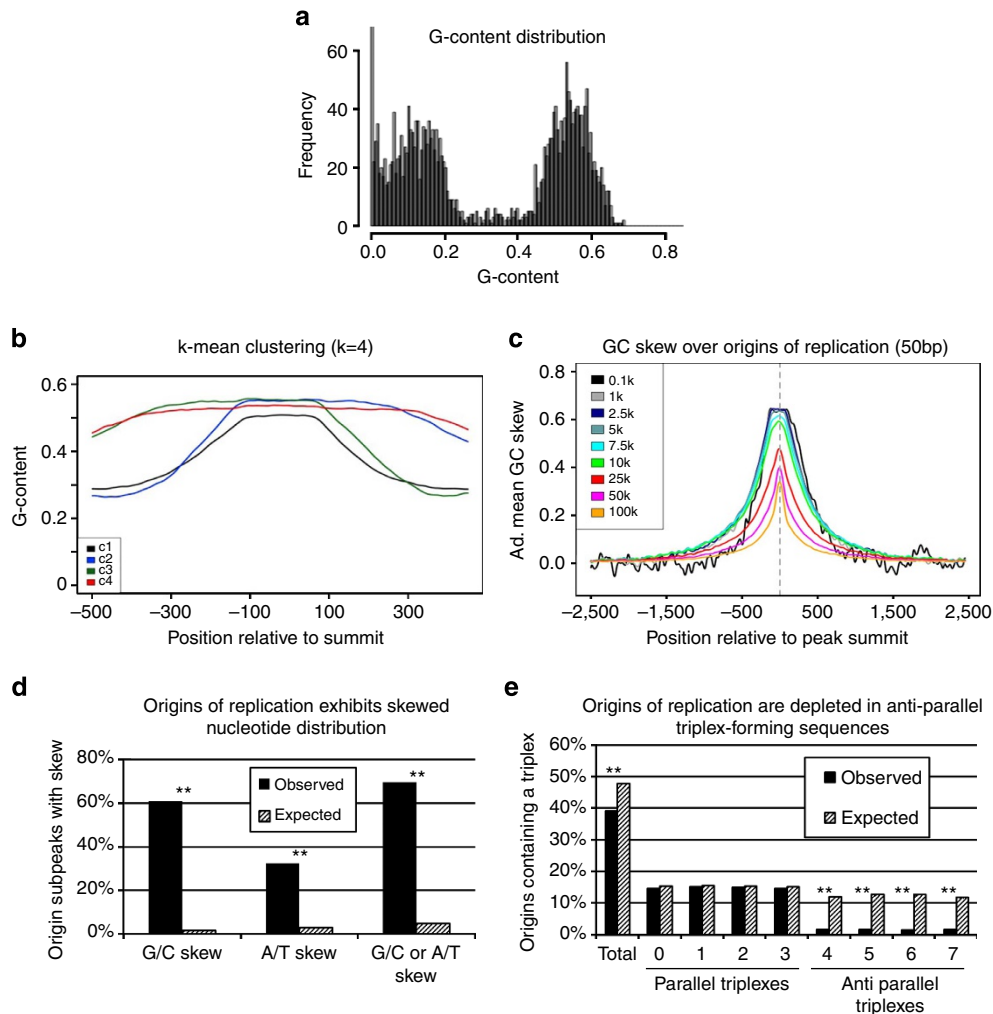 a
G-content distribution
Frequency
60
40
20
0
0.0 0.2 0.4 0.6 0.8
G-content
b
k-mean clustering (k=4)
G-content
0.6
0.4
0.2
0
c1
c2
c3
c4
–500 –300 –100 100 300
Position relative to summit
c
GC skew over origins of replication (50bp)
Ad. mean GC skew
0.8
0.6
0.4
0.2
0.0
0.1k
1k
2.5k
5k
7.5k
10k
25k
50k
100k
–2,500 –1,500 –500 500 1,500 2,500
Position relative to peak summit
d
Origins of replication exhibits skewed
nucleotide distribution
Origin subpeaks with skew
80%
60%
40%
20%
0%
**
**
**
Observed
Expected
G/C skew A/T skew G/C or A/T
skew
e
Origins of replication are depleted in anti-parallel
triplex-forming sequences
Origins containing a triplex
60%
50%
40%
30%
20%
10%
0%
**
Observed
Expected
** ** ** **
Total 0 1 2 3 4 5 6 7
Parallel triplexes Anti parallel
triplexes